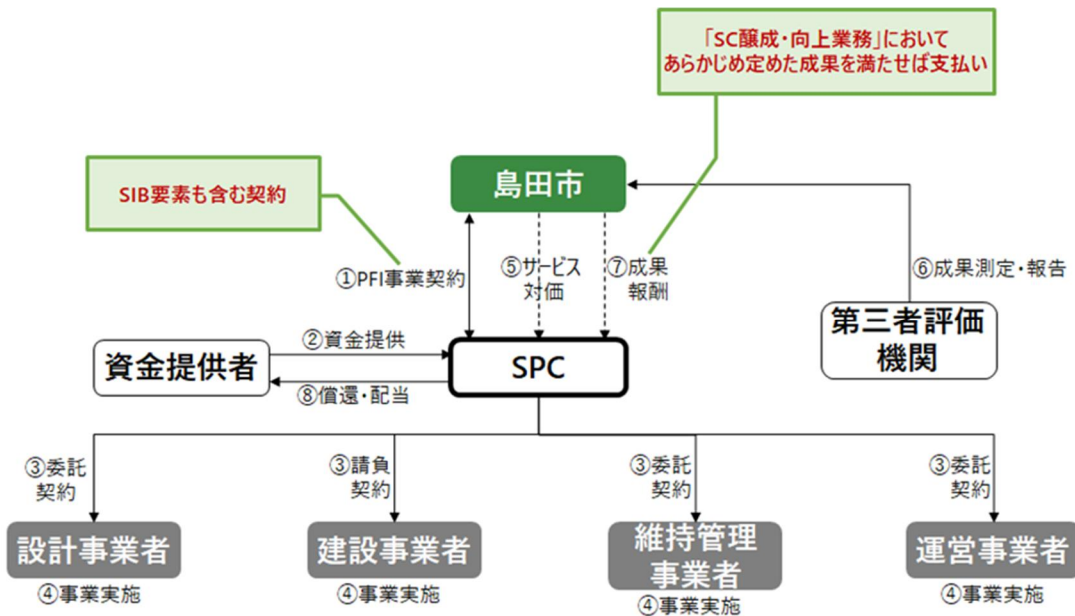 「SC醸成・向上業務」において
あらかじめ定めた成果を満たせば支払い
SIB要素も含む契約
島田市
①PFI事業契約
⑤サービス
対価
⑦成果
報酬
⑥成果測定・報告
第三者評価
機関
資金提供者
②資金提供
⑧償還・配当
SPC
③委託
契約
③請負
契約
③委託
契約
③委託
契約
設計事業者
建設事業者
維持管理
事業者
運営事業者
④事業実施
④事業実施
④事業実施
④事業実施